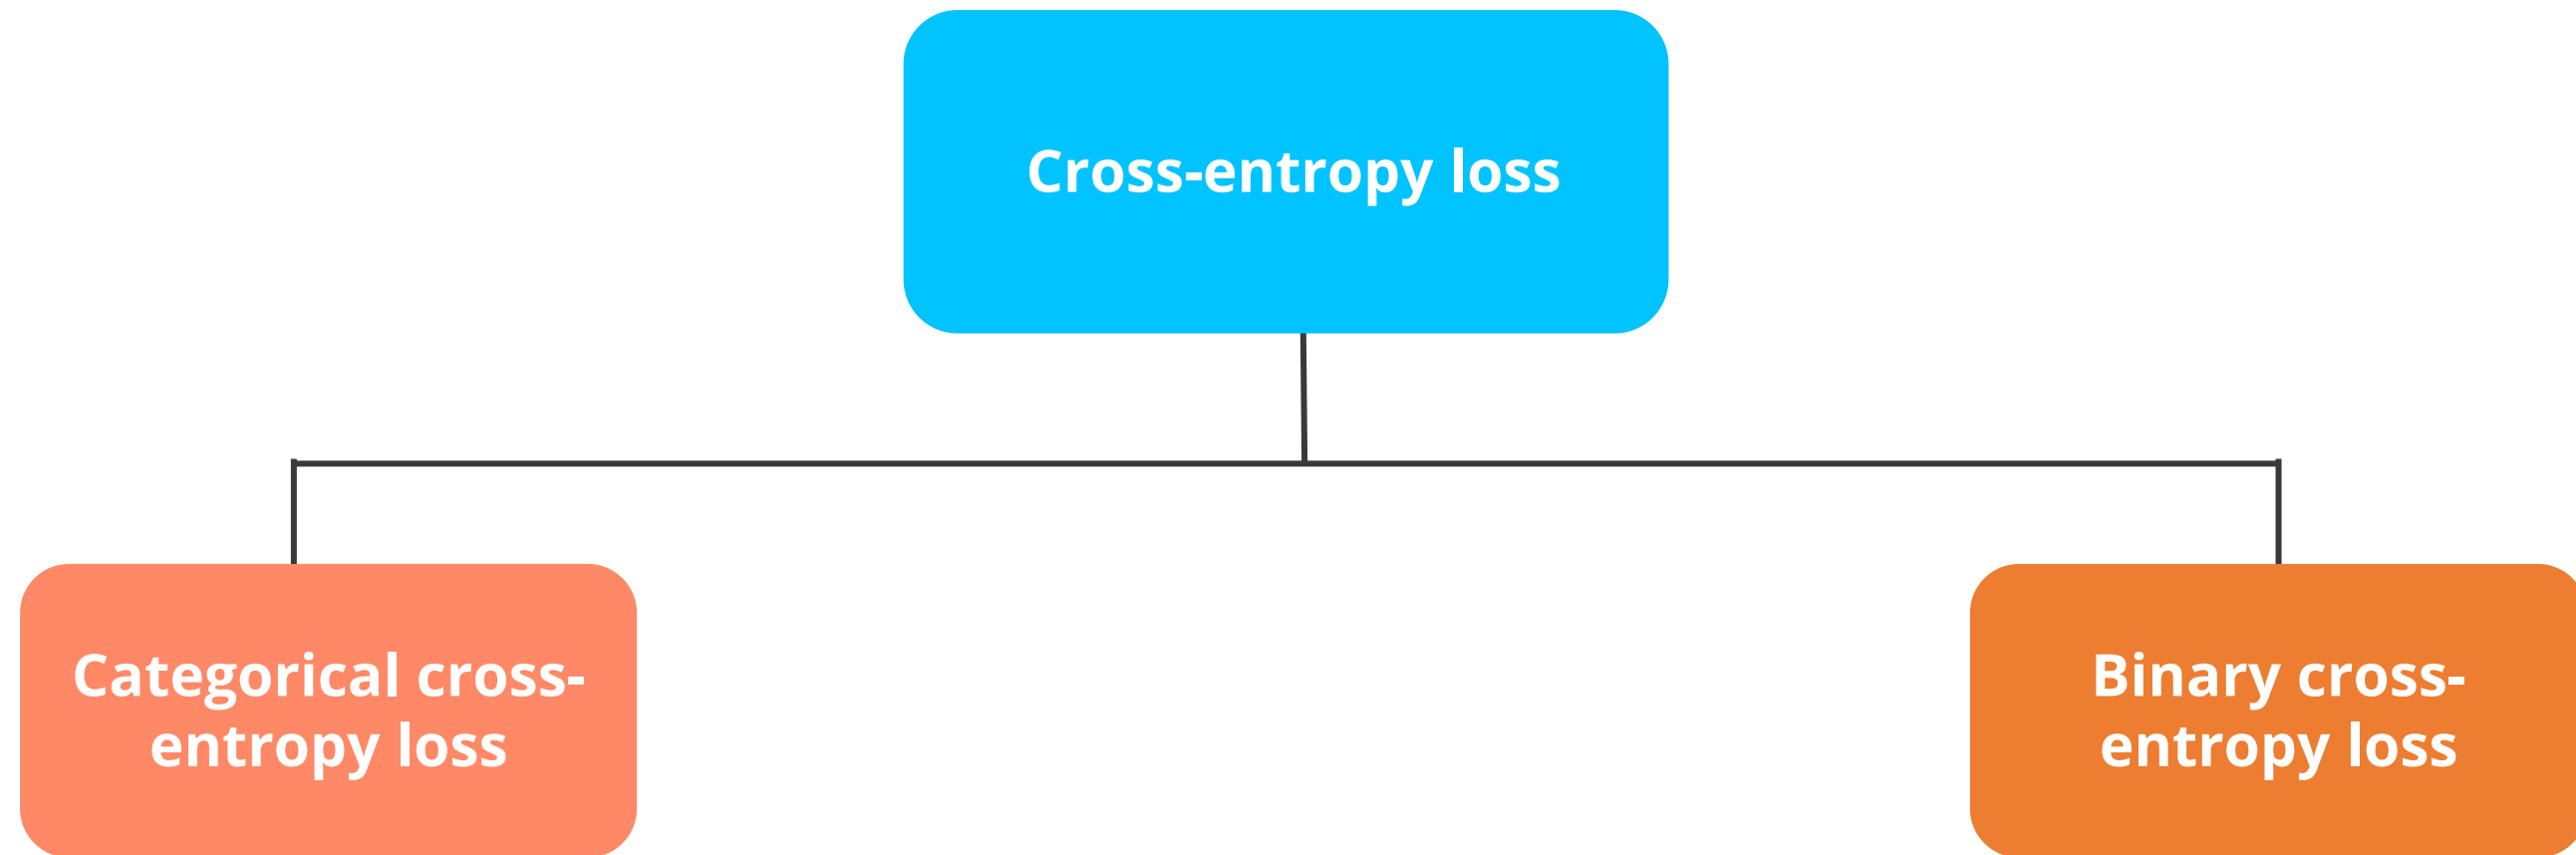 Cross-entropy loss
Categorical cross-
entropy loss
Binary cross-
entropy loss